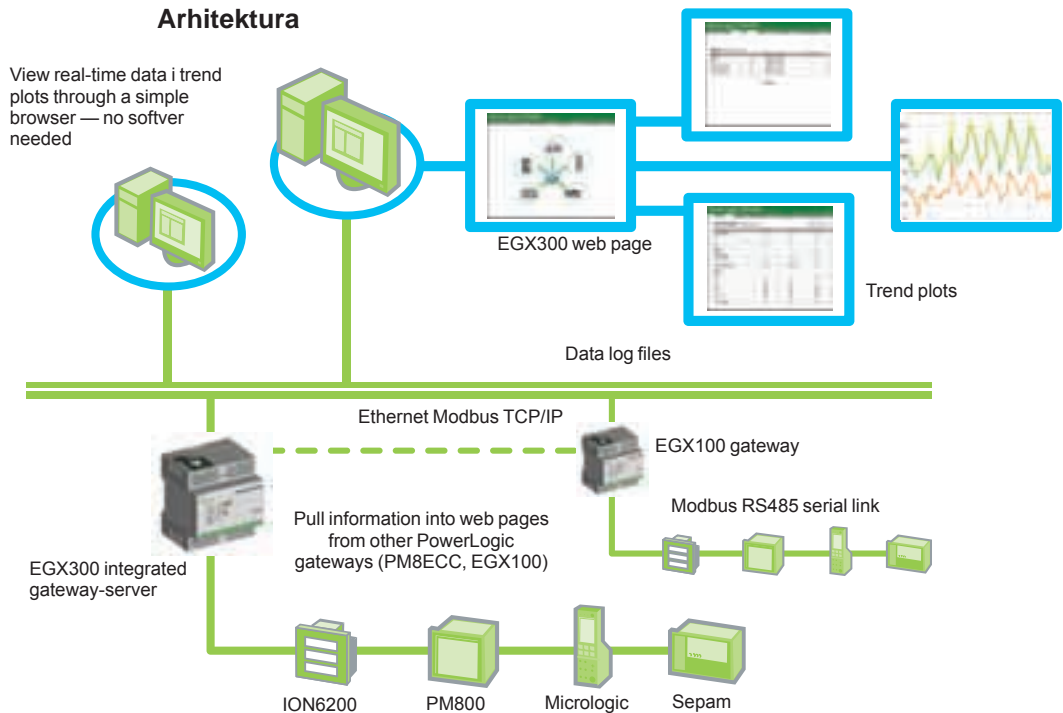 Arhitektura
View real-time data i trend
plots through a simple
browser — no softver
needed
EGX300 web page
Trend plots
Data log files
Ethernet Modbus TCP/IP
EGX100 gateway
Modbus RS485 serial link
Pull information into web pages
from other PowerLogic
gateways (PM8ECC, EGX100)
EGX300 integrated
gateway-server
ION6200
PM800
Micrologic
Sepam